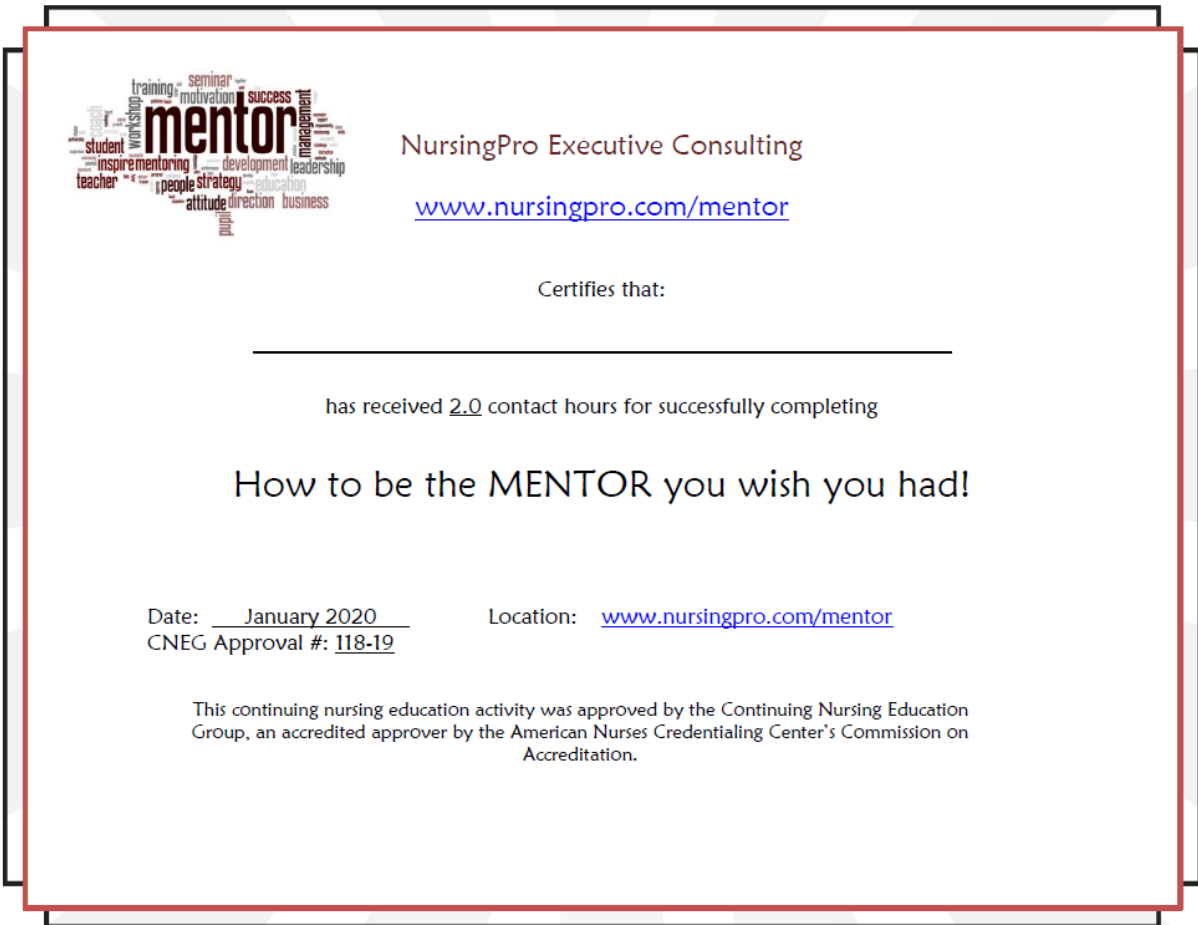 training seminar
motivation success
coach workshop mentor management
student
inspire mentoring development leadership
teacher people strategy education
attitude direction business
pupil
NursingPro Executive Consulting
www.nursingpro.com/mentor
Certifies that:
has received 2.0 contact hours for successfully completing
How to be the MENTOR you wish you had!
Date: January 2020 Location: www.nursingpro.com/mentor
CNEG Approval #: 118-19
This continuing nursing education activity was approved by the Continuing Nursing Education
Group, an accredited approver by the American Nurses Credentialing Center's Commission on
Accreditation.